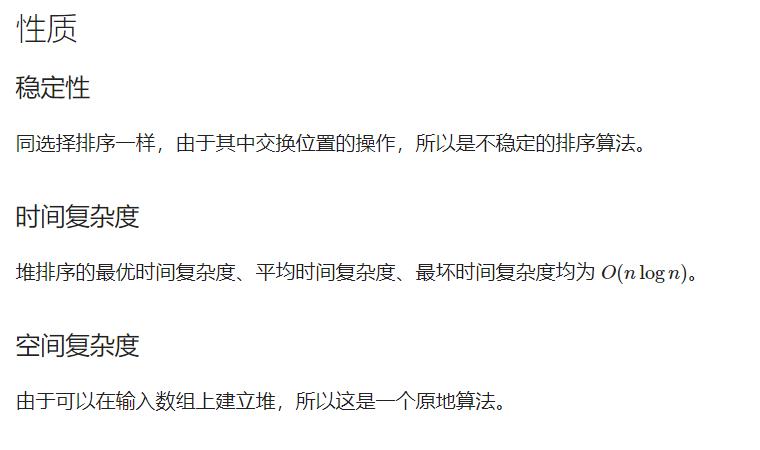 性质
稳定性
同选择排序一样，由于其中交换位置的操作，所以是不稳定的排序算法。
时间复杂度
堆排序的最优时间复杂度、平均时间复杂度、最坏时间复杂度均为 O(n log n)。
空间复杂度
由于可以在输入数组上建立堆，所以这是一个原地算法。